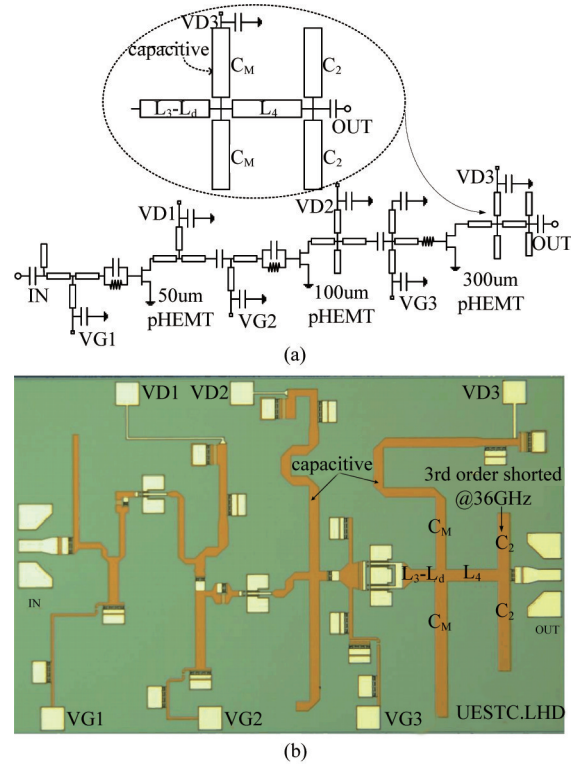 VD3
capacitive
C_M
C_2
L_3-L_d
L_4
OUT
C_M
C_2
VD1
VD2
VD3
IN
OUT
50um
pHEMT
100um
pHEMT
300um
pHEMT
VG1
VG2
VG3
(a)
VD1
VD2
VD3
capacitive
3rd order shorted
@36GHz
C_M
C_2
L_3-L_d
L_4
IN
C_M
C_2
OUT
VG1
VG2
VG3
UESTC.LHD
(b)